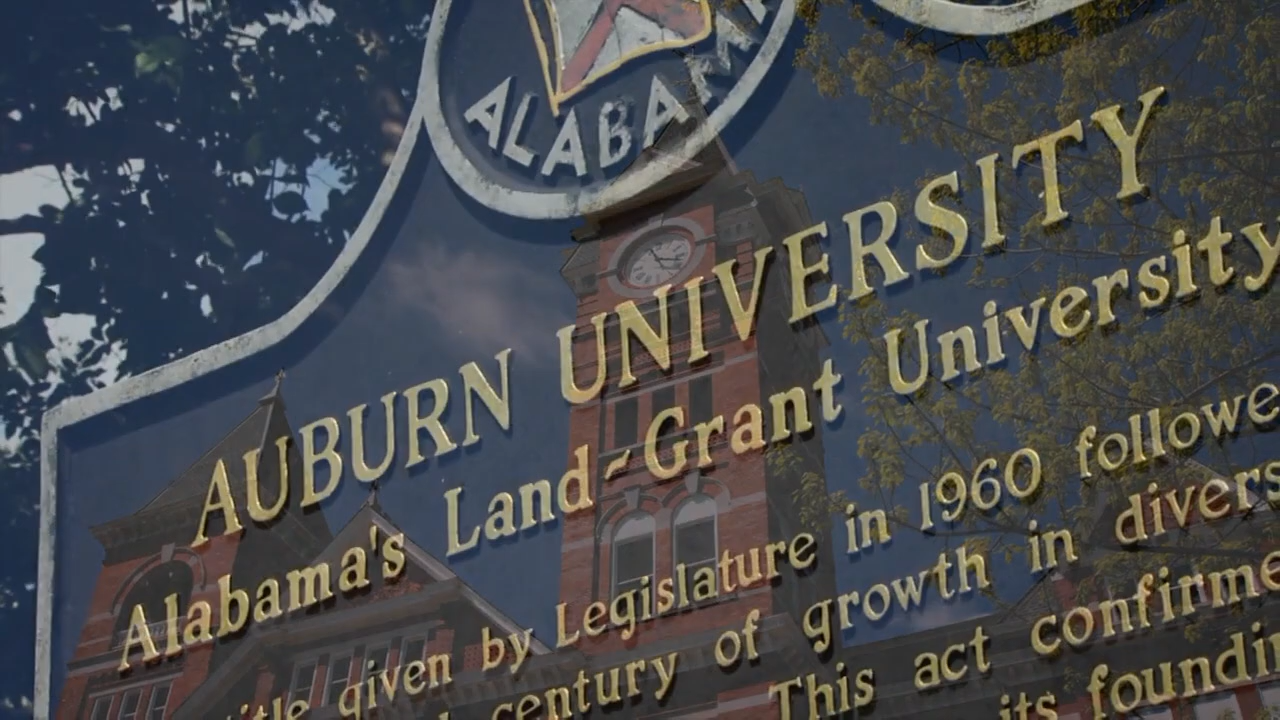 ALABAMA
AUBURN UNIVERSITY
Alabama's Land-Grant University
title given by Legislature in 1960 followe
century of growth in divers
This act confirme
its foundin